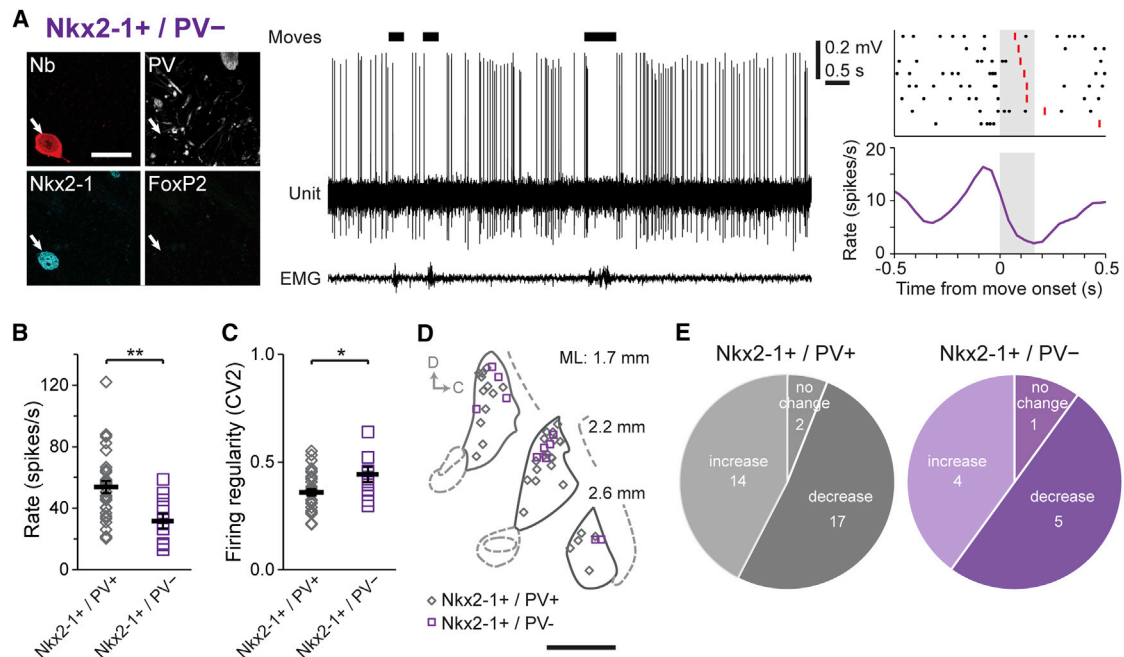 A
Nkx2-1+ / PV−
Nb
PV
Nkx2-1
FoxP2
Moves
Unit
EMG
0.2 mV
0.5 s
Rate (spikes/s)
20
10
0
-0.5
0
0.5
Time from move onset (s)
B
**
Rate (spikes/s)
120
80
40
0
Nkx2-1+ / PV+
Nkx2-1+ / PV−
C
*
Firing regularity (CV2)
1.0
0.5
0.0
Nkx2-1+ / PV+
Nkx2-1+ / PV−
D
D
C
ML: 1.7 mm
2.2 mm
2.6 mm
Nkx2-1+ / PV+
Nkx2-1+ / PV-
E
Nkx2-1+ / PV+
no
change
2
increase
14
decrease
17
Nkx2-1+ / PV−
no
change
1
increase
4
decrease
5